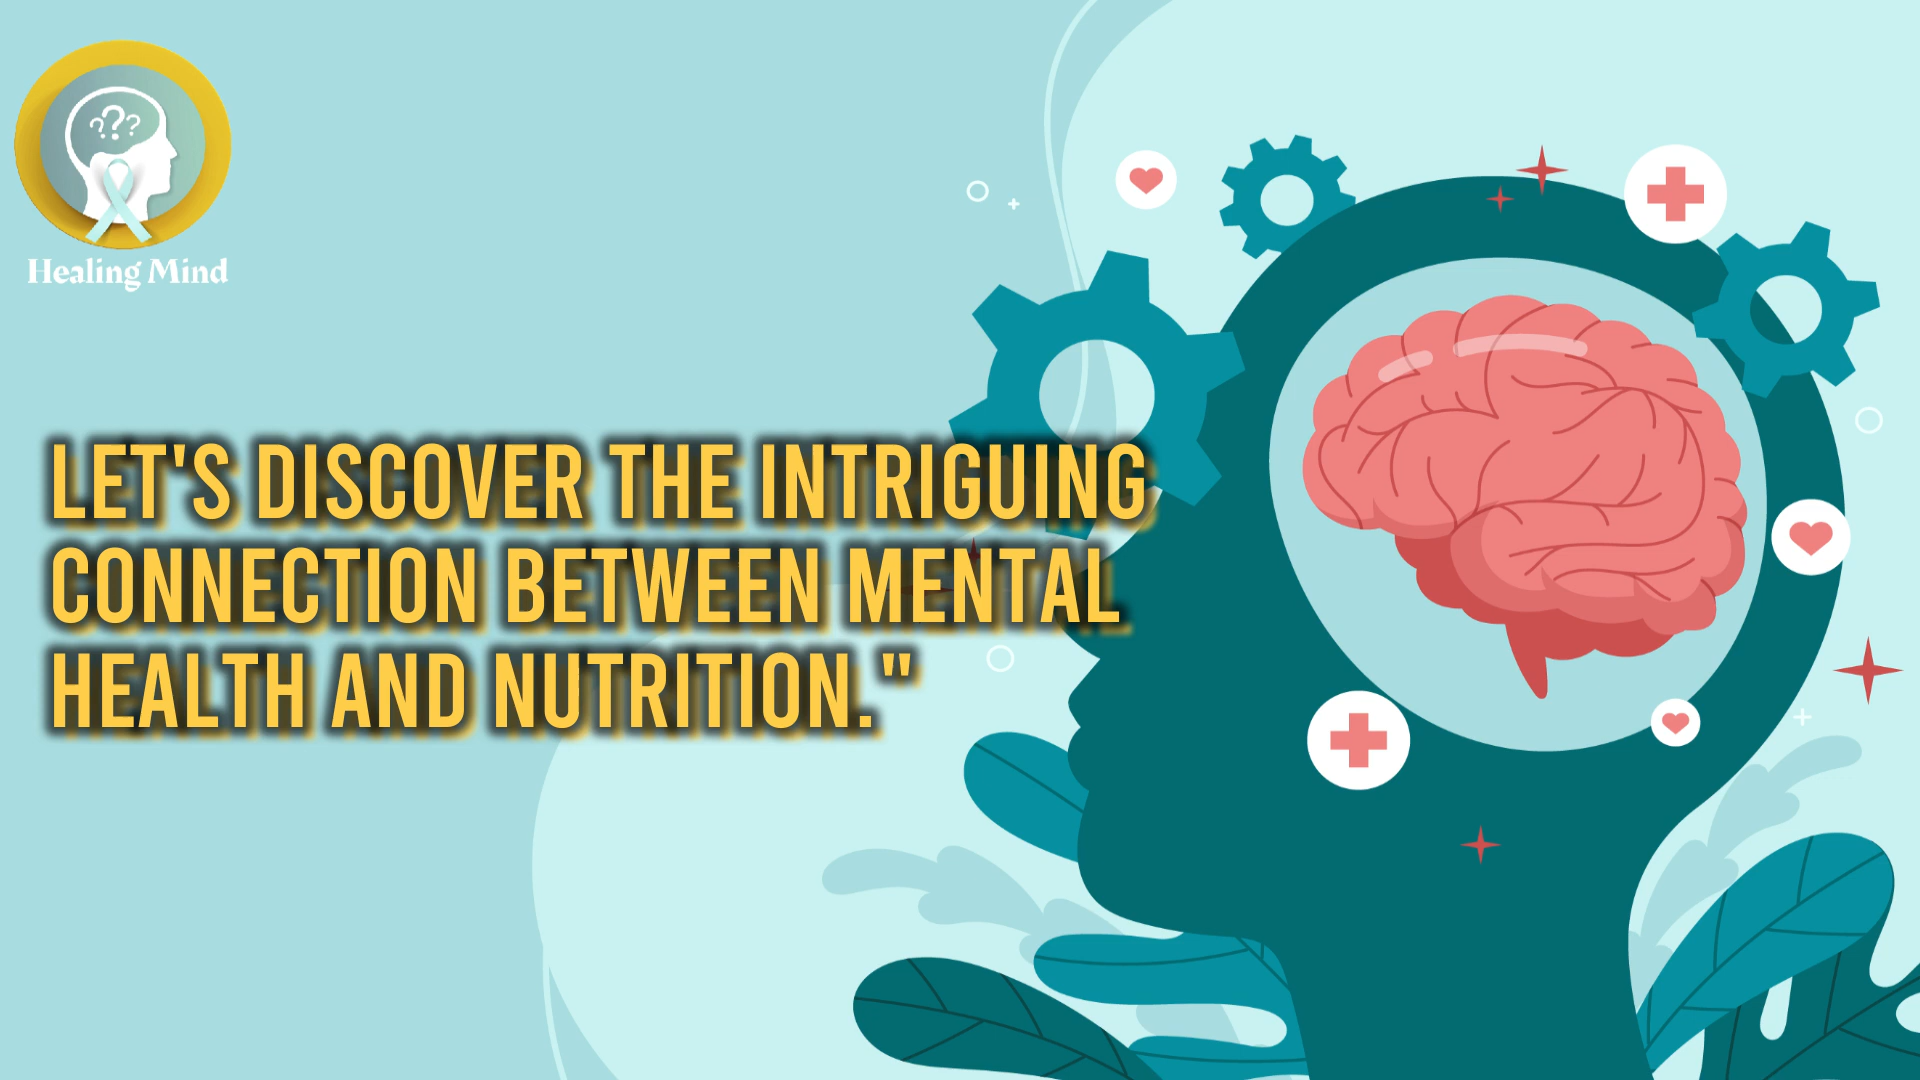 Healing Mind
LET'S DISCOVER THE INTRIGUING
CONNECTION BETWEEN MENTAL
HEALTH AND NUTRITION."